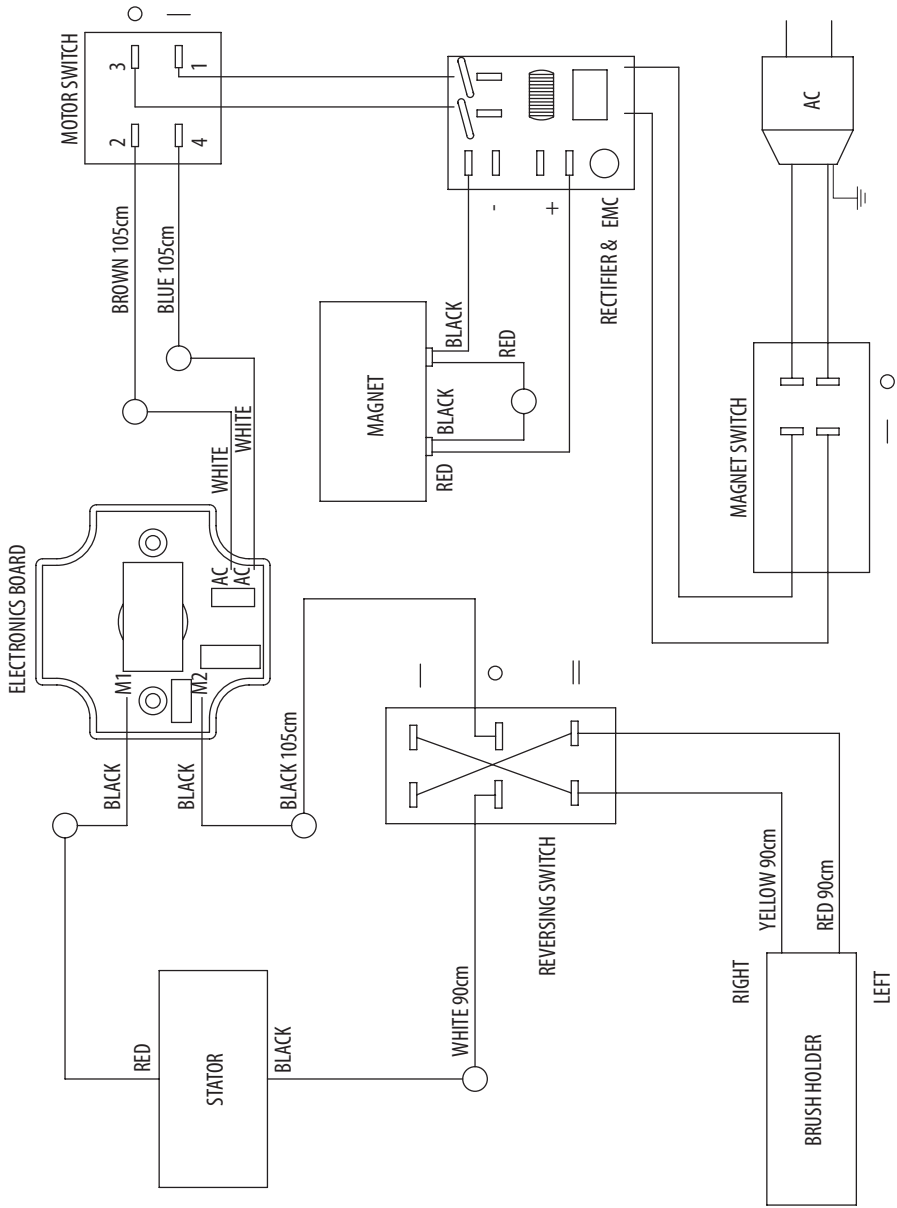 ELECTRONICS BOARD
M1
M2
AC
AC
BLACK
BLACK
BLACK 105cm
WHITE
WHITE
BROWN 105cm
BLUE 105cm
MOTOR SWITCH
2
3
4
1
STATOR
RED
BLACK
WHITE 90cm
REVERSING SWITCH
MAGNET
RED
BLACK
BLACK
RED
-
+
RECTIFIER & EMC
BRUSH HOLDER
RIGHT
LEFT
YELLOW 90cm
RED 90cm
MAGNET SWITCH
AC